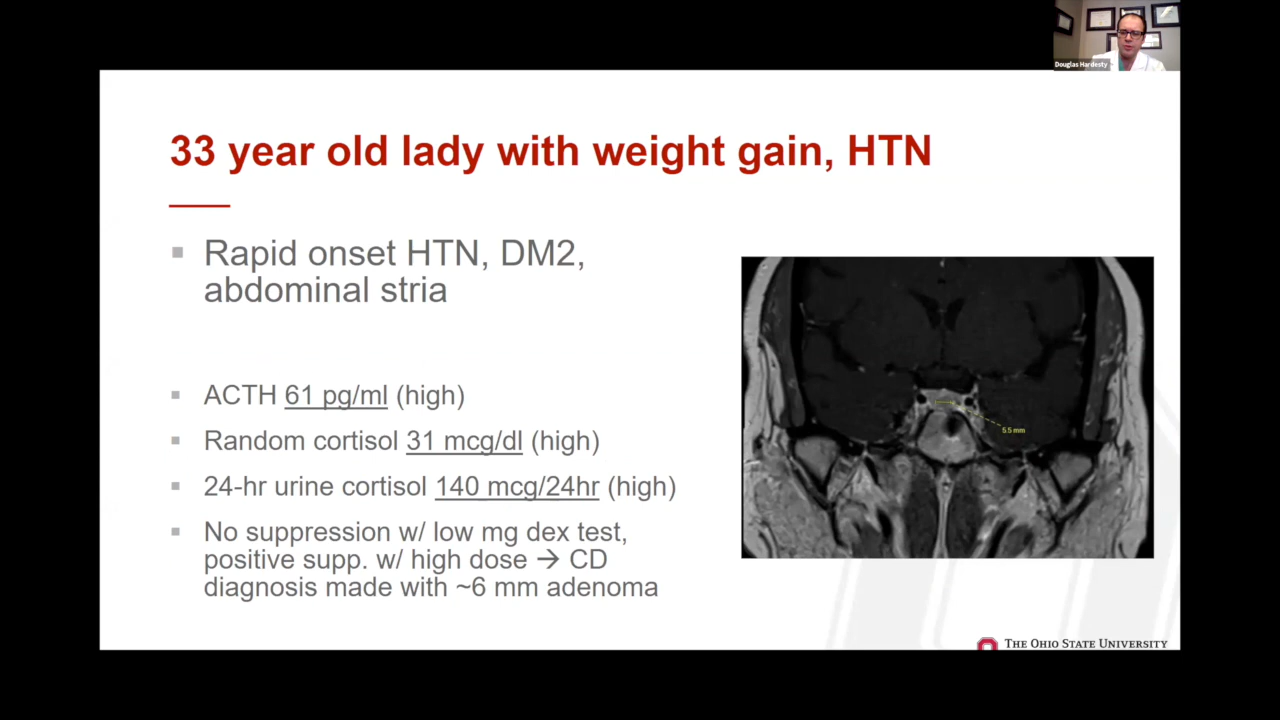 Douglas Hardesty
33 year old lady with weight gain, HTN
Rapid onset HTN, DM2,
abdominal stria
ACTH 61 pg/ml (high)
Random cortisol 31 mcg/dl (high)
24-hr urine cortisol 140 mcg/24hr (high)
No suppression w/ low mg dex test,
positive supp. w/ high dose → CD
diagnosis made with ~6 mm adenoma
5.5 mm
THE OHIO STATE UNIVERSITY